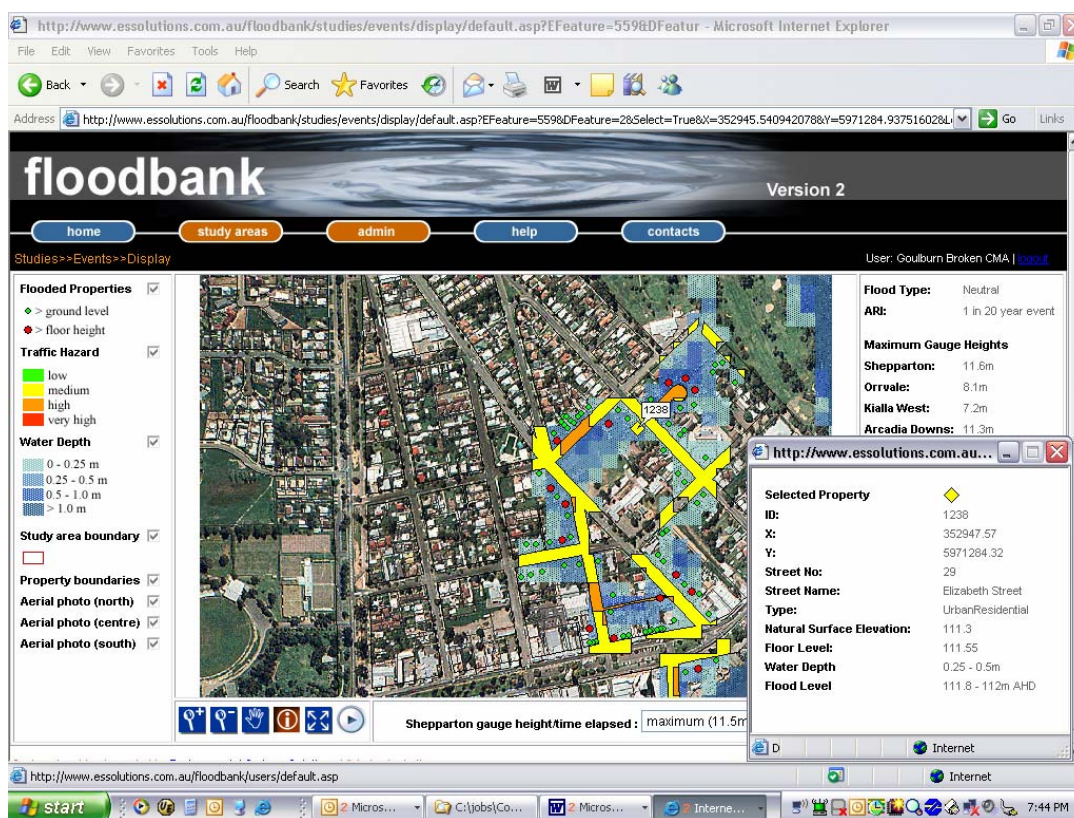 http://www.essolutions.com.au/floodbank/studies/events/display/default.asp?EFeature=559&DFeatur - Microsoft Internet Explorer
File Edit View Favorites Tools Help
Back Search Favorites
Address http://www.essolutions.com.au/floodbank/studies/events/display/default.asp?EFeature=559&DFeature=2&Select=True&X=352945.540942078&Y=5971284.93751602&L Go Links
floodbank
Version 2
home study areas admin help contacts
Studies>>Events>>Display User: Goulburn Broken CMA | logout
Flooded Properties
> ground level
> floor height
Traffic Hazard
low
medium
high
very high
Water Depth
0 - 0.25 m
0.25 - 0.5 m
0.5 - 1.0 m
> 1.0 m
Study area boundary
Property boundaries
Aerial photo (north)
Aerial photo (centre)
Aerial photo (south)
1238
Flood Type: Neutral
ARI: 1 in 20 year event
Maximum Gauge Heights
Shepparton: 11.6m
Orrvale: 8.1m
Kialla West: 7.2m
Arcadia Downs: 11.3m
http://www.essolutions.com.au...
Selected Property
ID: 1238
X: 352947.57
Y: 5971284.32
Street No: 29
Street Name: Elizabeth Street
Type: UrbanResidential
Natural Surface Elevation: 111.3
Floor Level: 111.55
Water Depth 0.25 - 0.5m
Flood Level 111.8 - 112m AHD
D Internet
Shepparton gauge height/time elapsed : maximum (11.5m
http://www.essolutions.com.au/floodbank/users/default.asp Internet
start 2 Micros... C:\jobs\Co... 2 Micros... 2 Interne... 7:44 PM